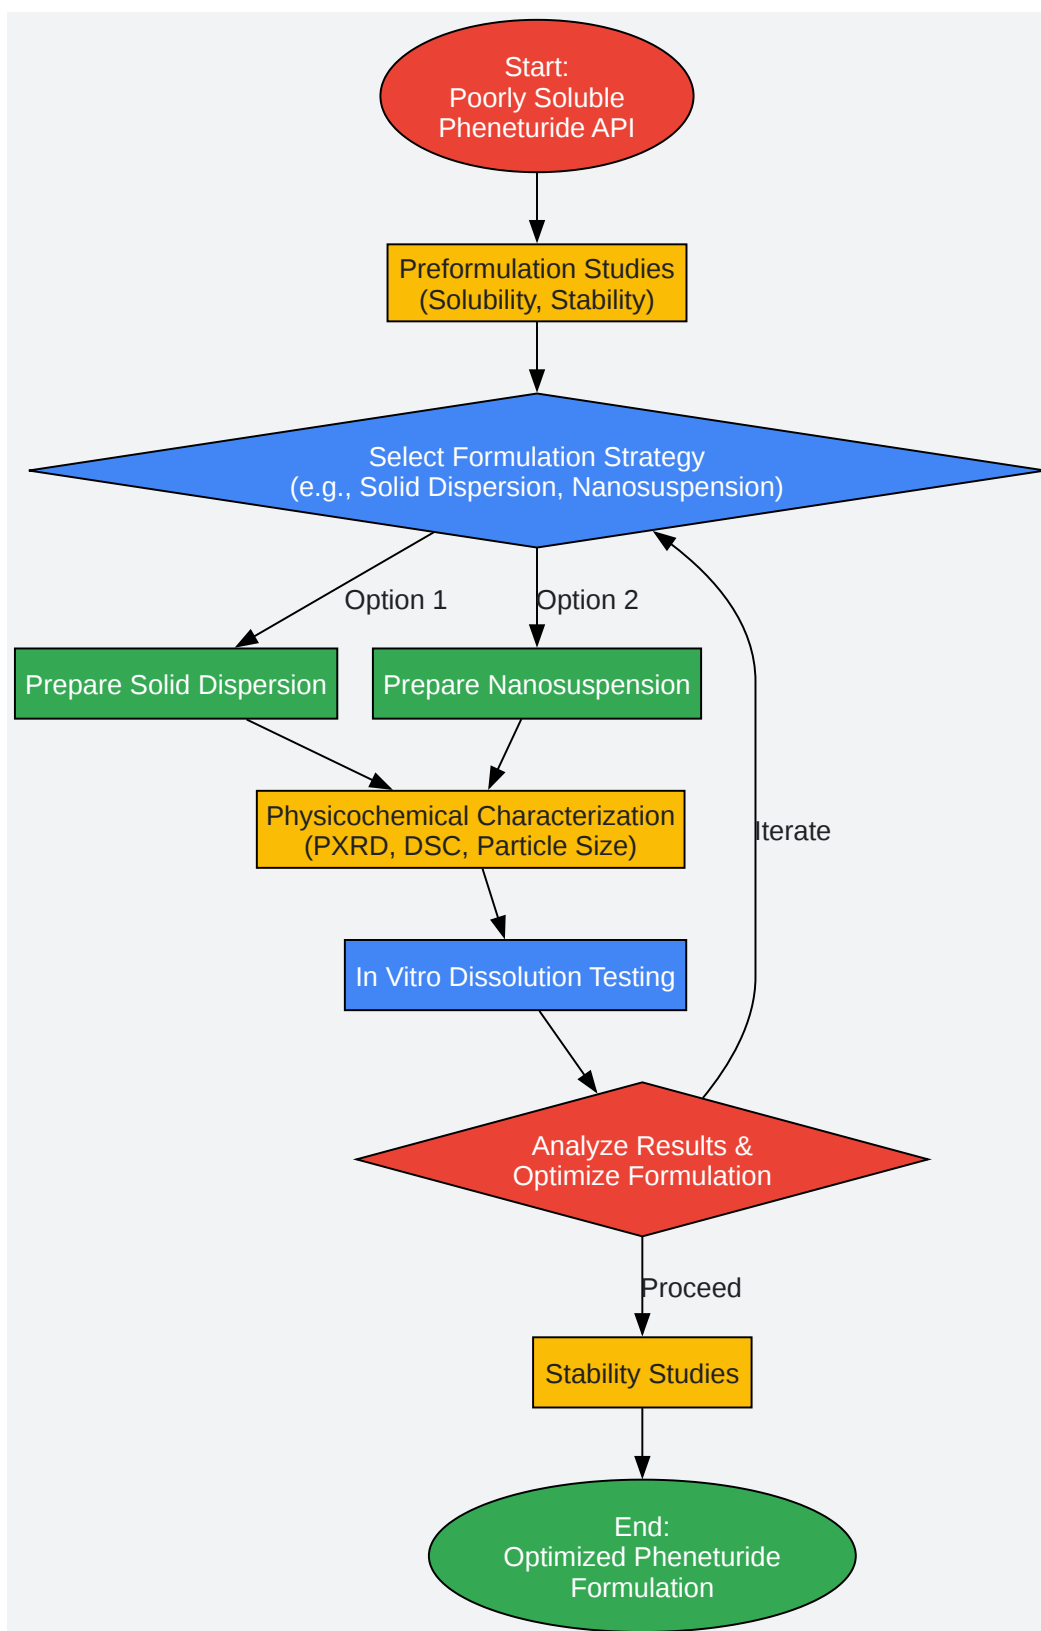 Start:
Poorly Soluble
Pheneturide API
Preformulation Studies
(Solubility, Stability)
Select Formulation Strategy
(e.g., Solid Dispersion, Nanosuspension)
Option 1
Option 2
Prepare Solid Dispersion
Prepare Nanosuspension
Physicochemical Characterization
(PXRD, DSC, Particle Size)
Iterate
In Vitro Dissolution Testing
Analyze Results &
Optimize Formulation
Proceed
Stability Studies
End:
Optimized Pheneturide
Formulation